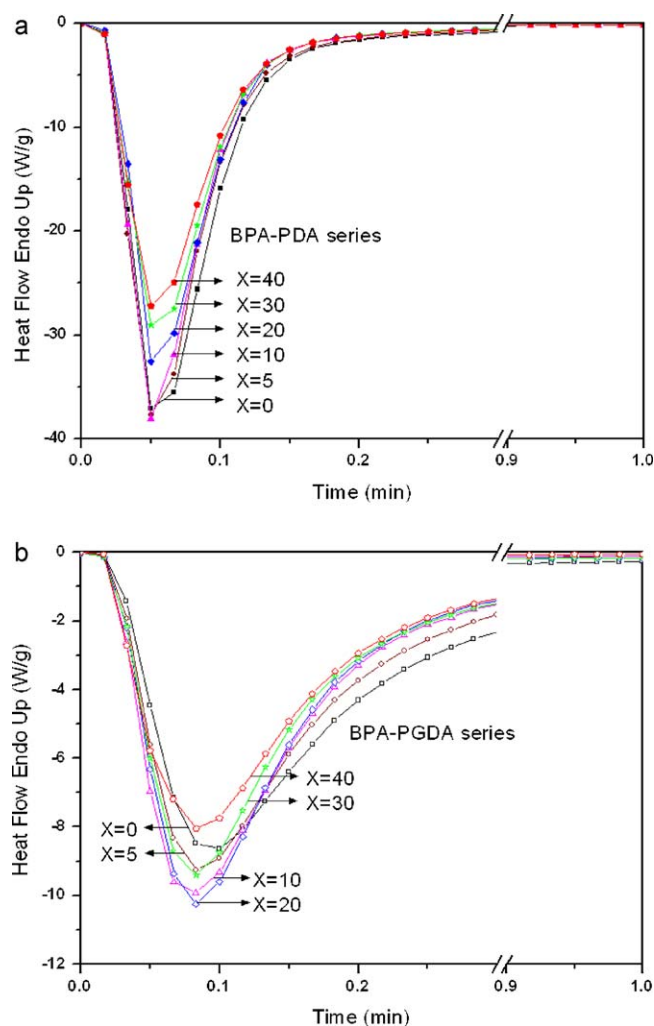 a
0
-10
-20
-30
-40
Heat Flow Endo Up (W/g)
BPA-PDA series
X=40
X=30
X=20
X=10
X=5
X=0
0.0
0.1
0.2
0.9
1.0
Time (min)
b
0
-2
-4
-6
-8
-10
-12
Heat Flow Endo Up (W/g)
BPA-PGDA series
X=40
X=30
X=0
X=5
X=10
X=20
0.0
0.1
0.2
0.9
1.0
Time (min)